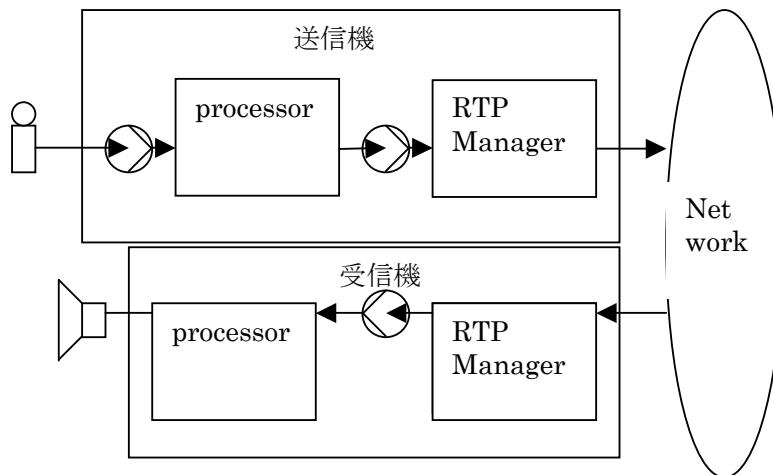 送信機
processor
RTP
Manager
Net
work
受信機
processor
RTP
Manager